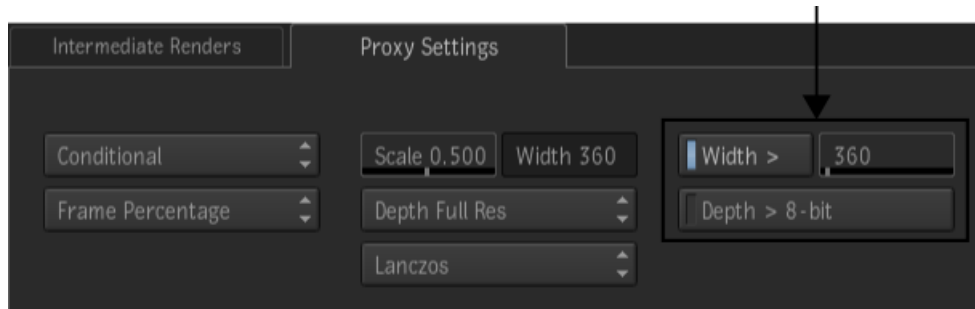 Intermediate Renders Proxy Settings
Conditional Scale 0.500 Width 360 Width > 360
Frame Percentage Depth Full Res Depth > 8-bit
Lanczos